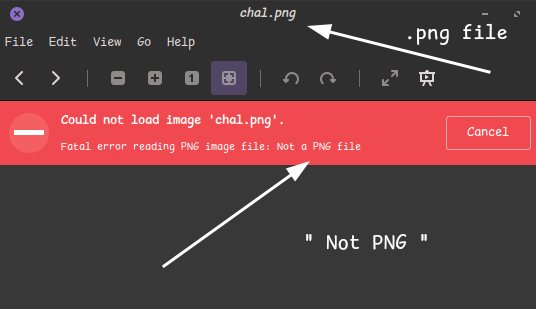 chal.png
.png file
File Edit View Go Help
1
Could not load image 'chal.png'.
Cancel
Fatal error reading PNG image file: Not a PNG file
" Not PNG "